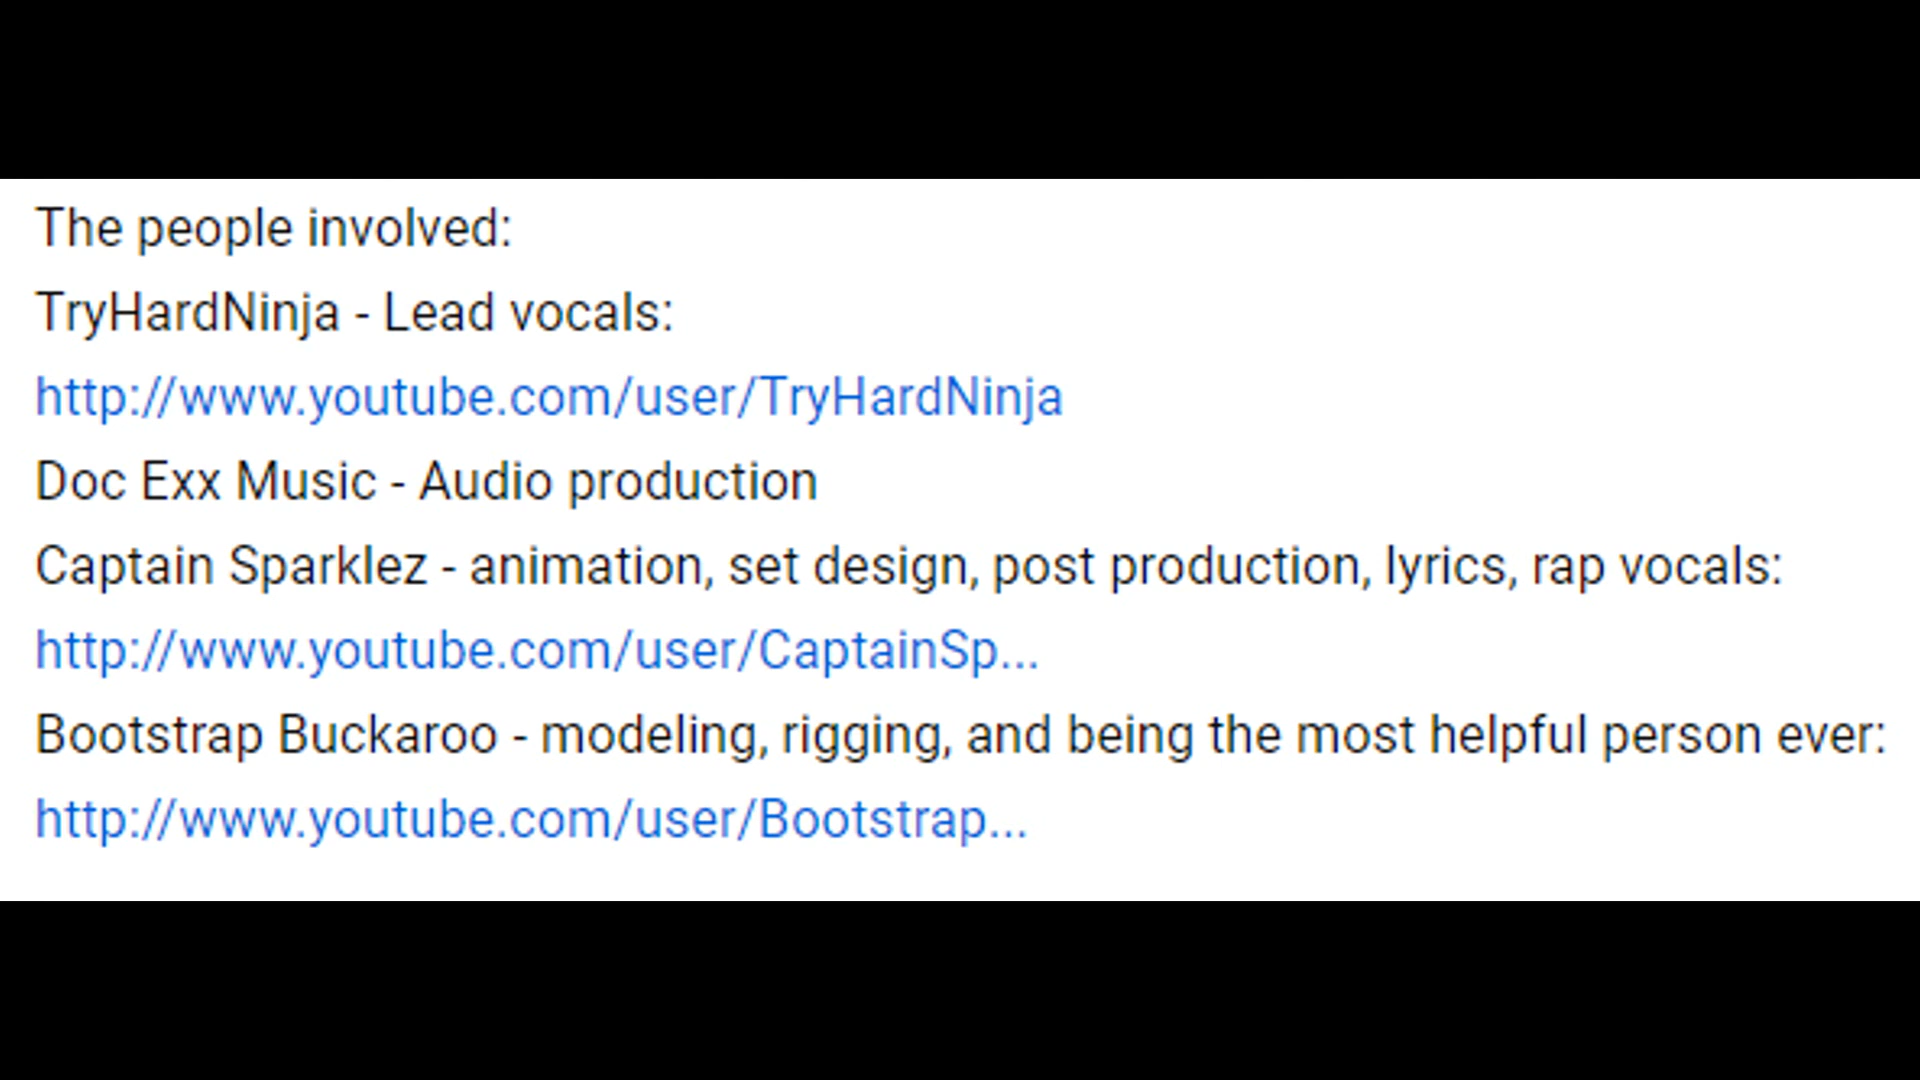 The people involved:
TryHardNinja - Lead vocals:
http://www.youtube.com/user/TryHardNinja
Doc Exx Music - Audio production
Captain Sparklez - animation, set design, post production, lyrics, rap vocals:
http://www.youtube.com/user/CaptainSp...
Bootstrap Buckaroo - modeling, rigging, and being the most helpful person ever:
http://www.youtube.com/user/Bootstrap...